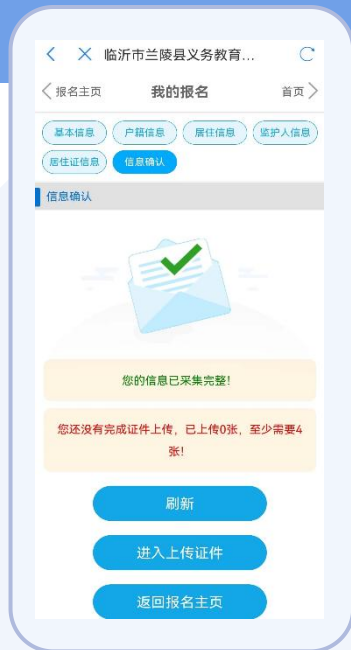 临沂市兰陵县义务教育...
报名主页 我的报名 首页
基本信息 户籍信息 居住信息 监护人信息
居住证信息 信息确认
信息确认
您的信息已采集完整!
您还没有完成证件上传，已上传0张，至少需要4
张!
刷新
进入上传证件
返回报名主页